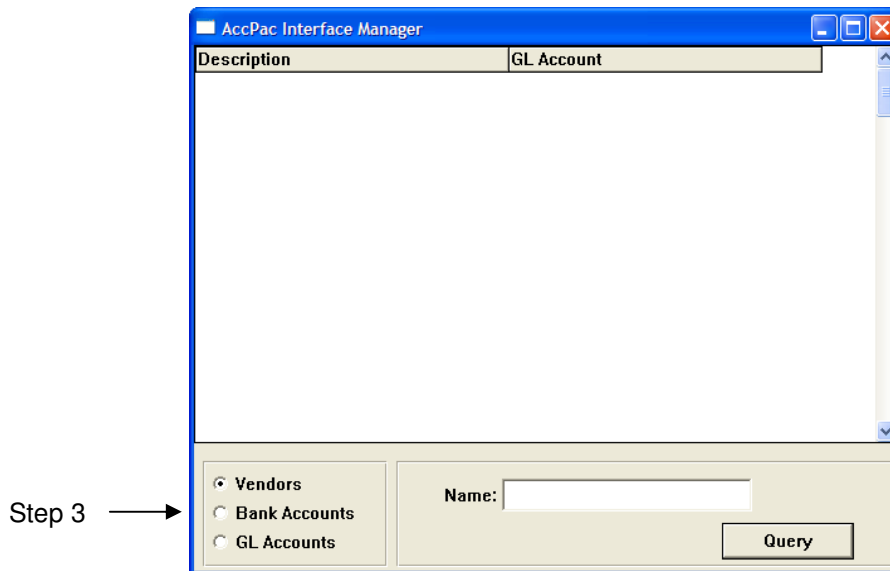 AccPac Interface Manager
Description GL Account
Vendors
Bank Accounts
GL Accounts
Name:
Query
Step 3